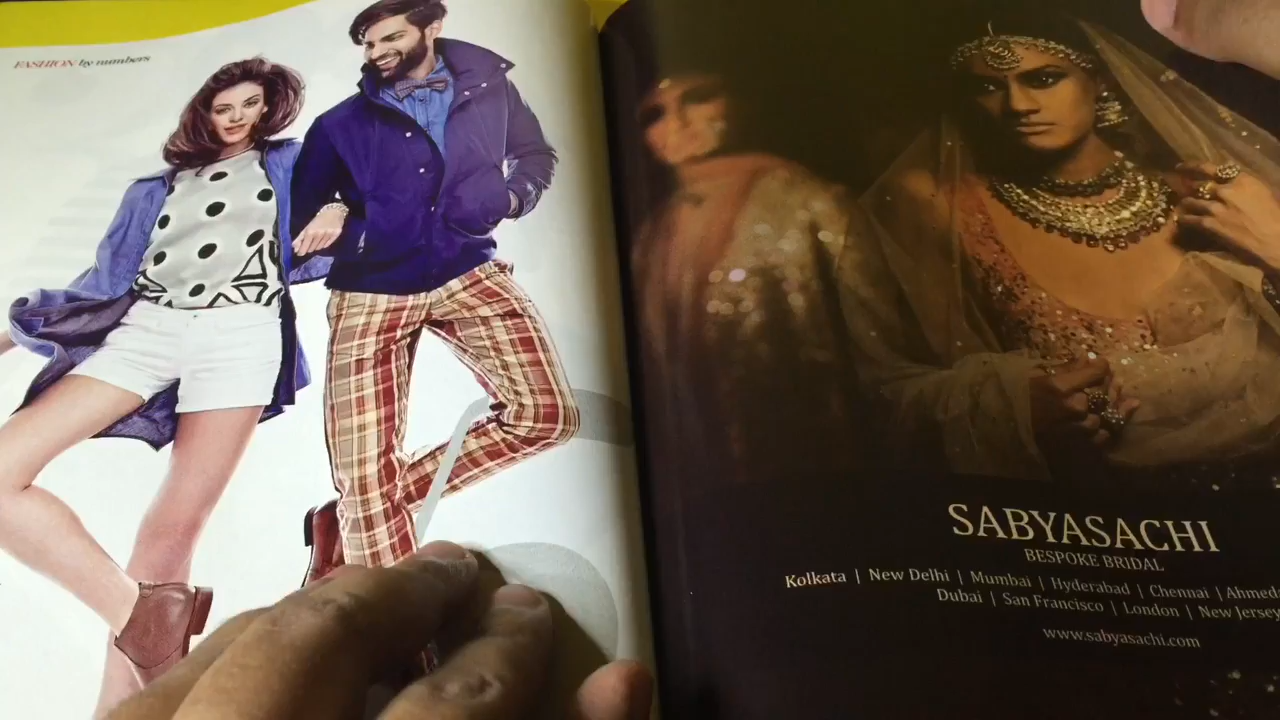 FASHION by numbers
SABYASACHI
BESPOKE BRIDAL
Kolkata | New Delhi | Mumbai | Hyderabad | Chennai | Ahmed
Dubai | San Francisco | London | New Jersey
www.sabyasachi.com